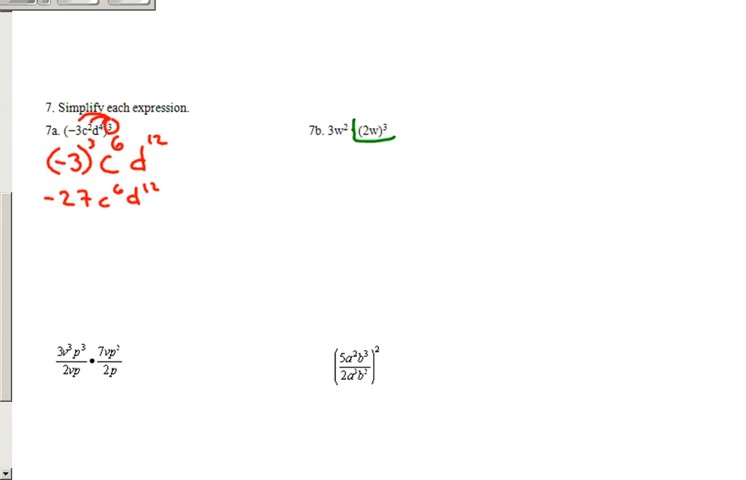 7. Simplify each expression.
7a. (−3c²d⁴)³
7b. 3w² (2w)³
(-3)³ c⁶ d¹²
-27c⁶d¹²
3v³p³/2vp • 7vp²/2p
(5a²b³/2a³b²)²